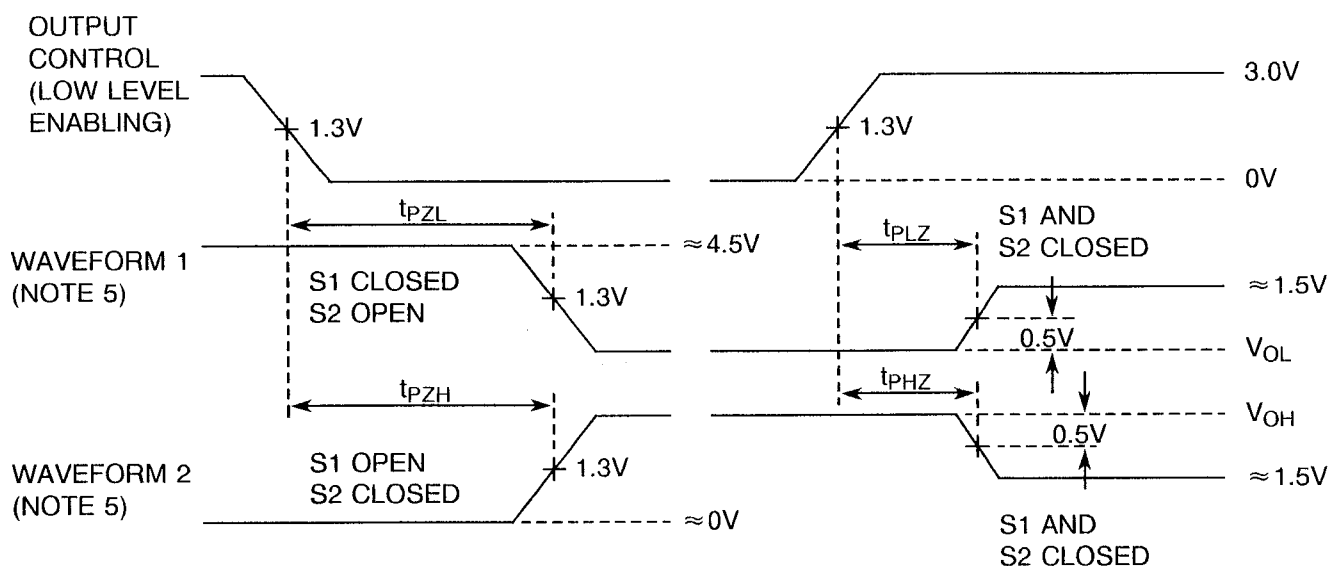 OUTPUT
CONTROL
(LOW LEVEL
ENABLING)
1.3V
1.3V
3.0V
0V
tPZL
WAVEFORM 1
(NOTE 5)
S1 CLOSED
S2 OPEN
≈4.5V
1.3V
tPLZ
S1 AND
S2 CLOSED
≈1.5V
0.5V
VOL
tPZH
WAVEFORM 2
(NOTE 5)
S1 OPEN
S2 CLOSED
1.3V
≈0V
tPHZ
VOH
0.5V
≈1.5V
S1 AND
S2 CLOSED